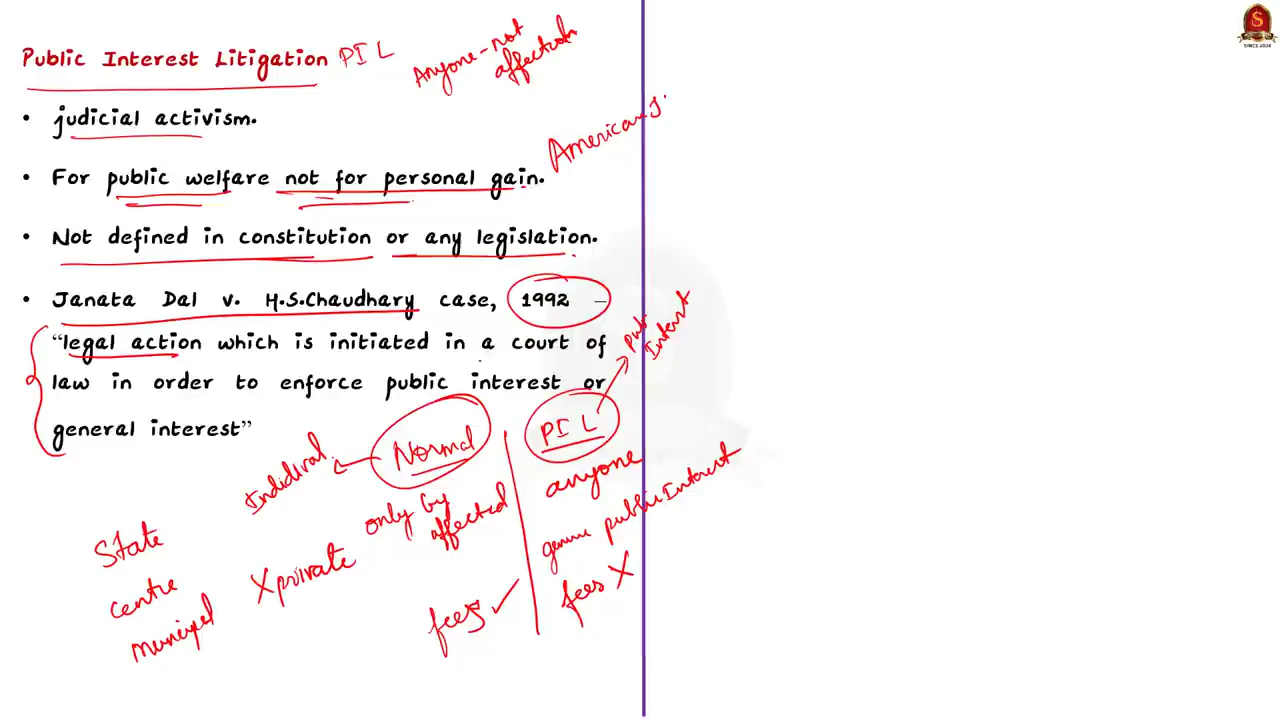 Public Interest Litigation PIL
Anyone - not
affected
• judicial activism.
American J.
• For public welfare not for personal gain.
• Not defined in constitution or any legislation.
• Janata Dal v. H.S.Chaudhary case, 1992 –
“legal action which is initiated in a court of
law in order to enforce public interest or
general interest”
Normal
Individual
only by
affected
fees ✓
PIL
pub
Interest
anyone
genuine public Interest
fees X
State
centre
municipal
X private
S
SINCE 2004